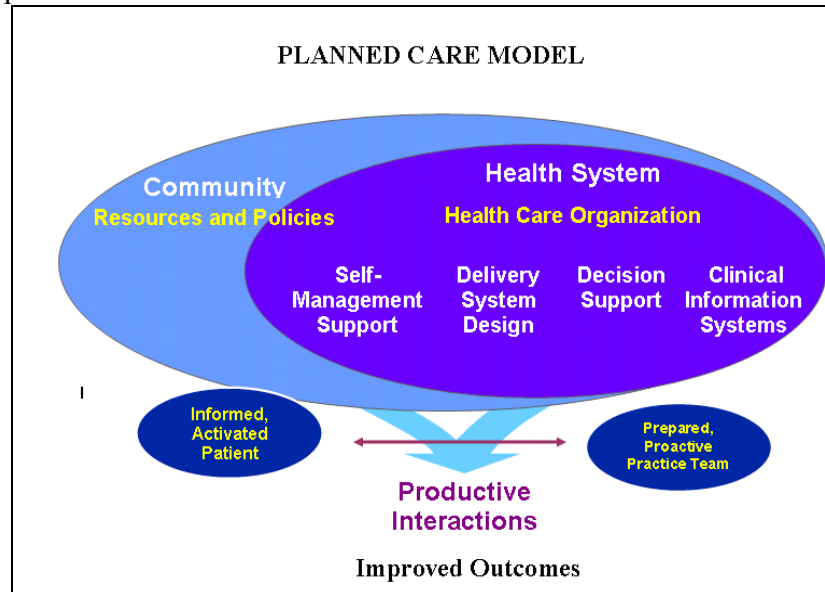 PLANNED CARE MODEL
Community
Resources and Policies
Health System
Health Care Organization
Self-
Management
Support
Delivery
System
Design
Decision
Support
Clinical
Information
Systems
Informed,
Activated
Patient
Prepared,
Proactive
Practice Team
Productive
Interactions
Improved Outcomes